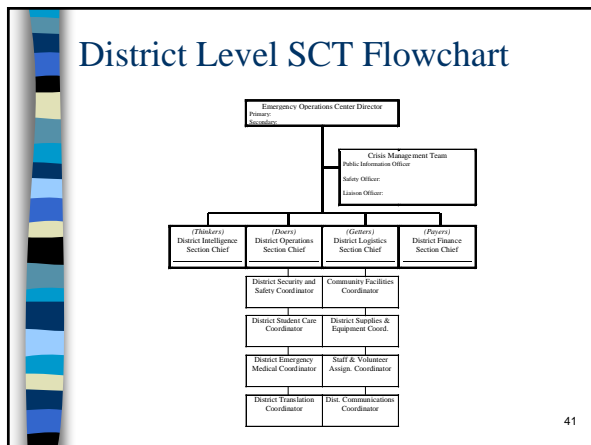 District Level SCT Flowchart
Emergency Operations Center Director
Primary:
Secondary:
Crisis Management Team
Public Information Officer
Safety Officer:
Liaison Officer:
(Thinkers)
District Intelligence
Section Chief
(Doers)
District Operations
Section Chief
(Getters)
District Logistics
Section Chief
(Payers)
District Finance
Section Chief
District Security and
Safety Coordinator
Community Facilities
Coordinator
District Student Care
Coordinator
District Supplies &
Equipment Coord.
District Emergency
Medical Coordinator
Staff & Volunteer
Assign. Coordinator
District Translation
Coordinator
Dist. Communications
Coordinator
41